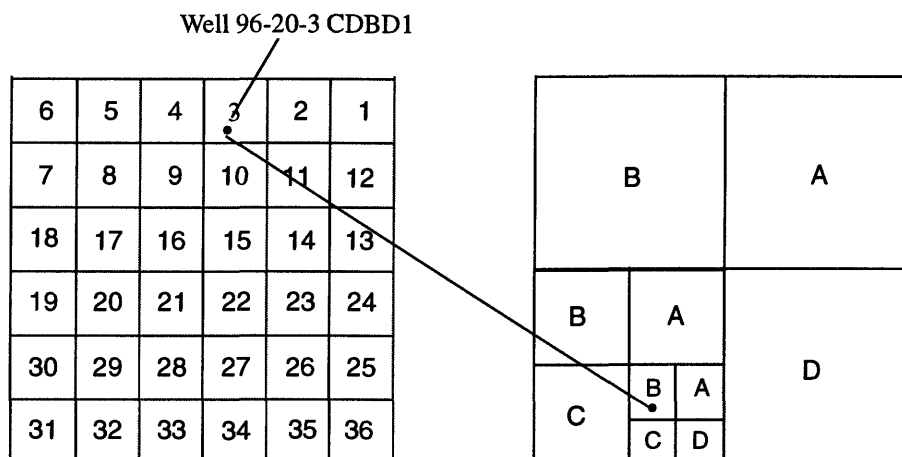 Well 96-20-3 CDBD1
6 5 4 3 2 1
7 8 9 10 11 12
18 17 16 15 14 13
19 20 21 22 23 24
30 29 28 27 26 25
31 32 33 34 35 36
B A
B A
D
B A
C
C D